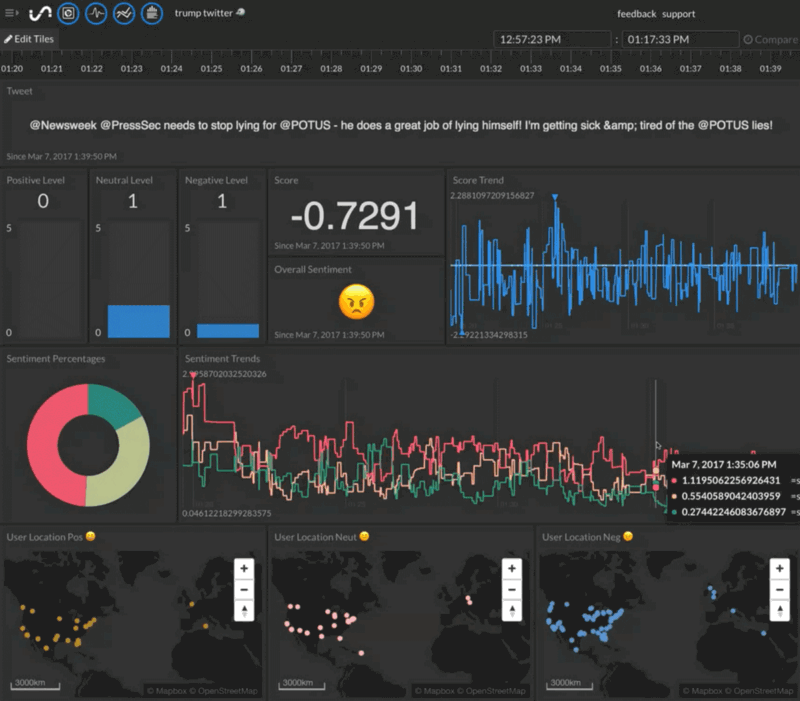 trump twitter
feedback support
Edit Tiles
12:57:23 PM : 01:17:33 PM Compare
01:20 01:21 01:22 01:23 01:24 01:25 01:26 01:27 01:28 01:29 01:30 01:31 01:32 01:33 01:34 01:35 01:36 01:37 01:38 01:39
Tweet
@Newsweek @PressSec needs to stop lying for @POTUS - he does a great job of lying himself! I'm getting sick &amp; tired of the @POTUS lies!
Since Mar 7, 2017 1:39:50 PM
Positive Level
0
5
0
Neutral Level
1
5
0
Negative Level
1
5
0
Score
-0.7291
Since Mar 7, 2017 1:39:50 PM
Overall Sentiment
Since Mar 7, 2017 1:39:50 PM
Score Trend
2.2881097209156827
Sentiment Percentages
Sentiment Trends
0.04612218299283575
Mar 7, 2017 1:35:06 PM
1.1195062256926431 =s
0.5540589042403959 =s
0.27442246083676897 =s
User Location Pos
3000km
© Mapbox © OpenStreetMap
User Location Neut
3000km
© Mapbox © OpenStreetMap
User Location Neg
3000km
© Mapbox © OpenStreetMap